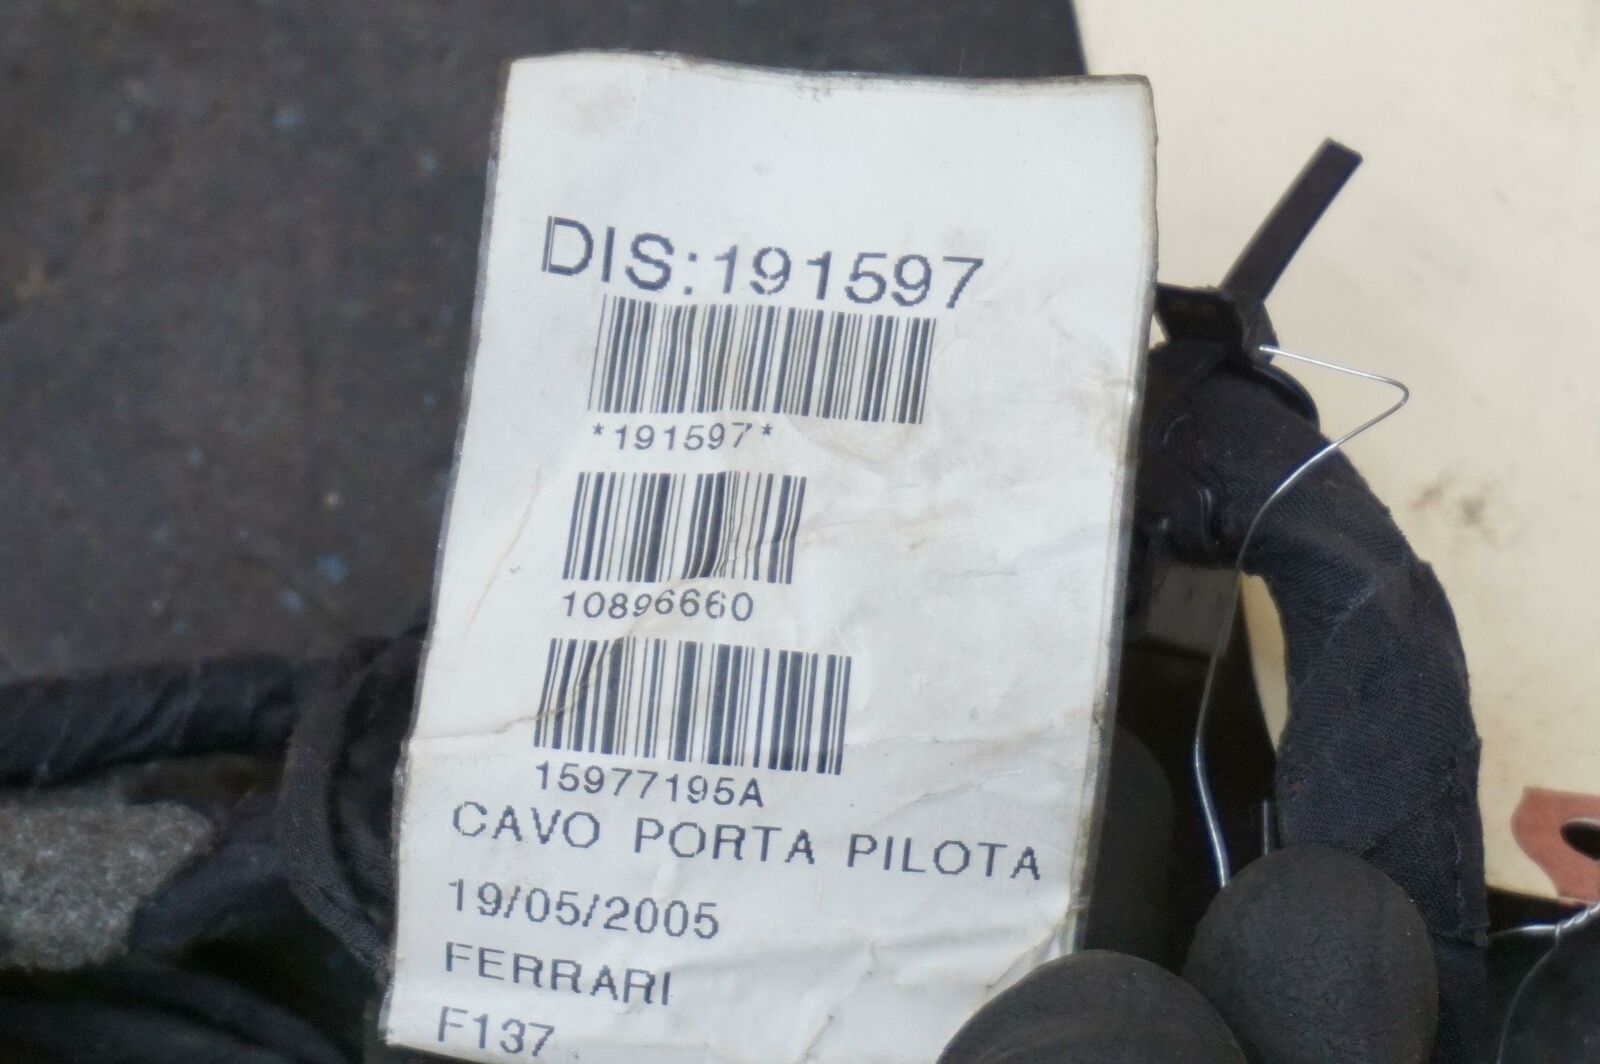 DIS:191597
*191597*
10896660
15977195A
CAVO PORTA PILOTA
19/05/2005
FERRARI
F137